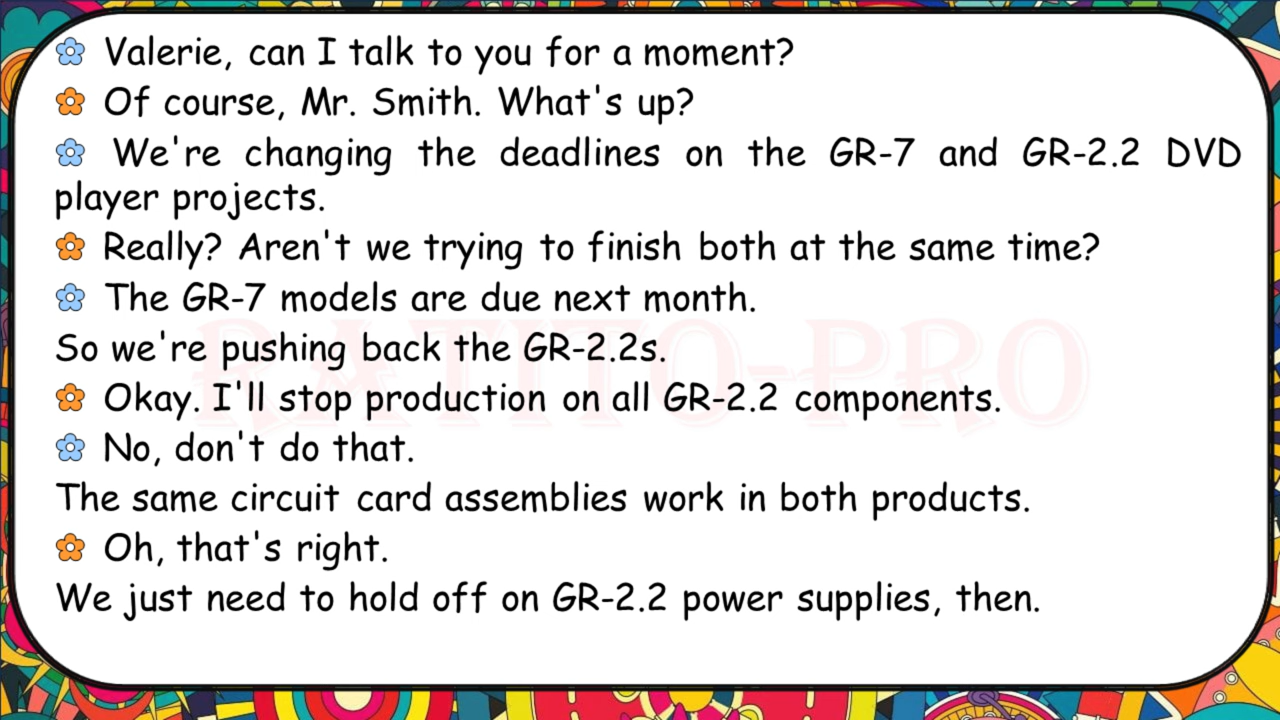 Valerie, can I talk to you for a moment?
Of course, Mr. Smith. What's up?
We're changing the deadlines on the GR-7 and GR-2.2 DVD
player projects.
Really? Aren't we trying to finish both at the same time?
The GR-7 models are due next month.
So we're pushing back the GR-2.2s.
Okay. I'll stop production on all GR-2.2 components.
No, don't do that.
The same circuit card assemblies work in both products.
Oh, that's right.
We just need to hold off on GR-2.2 power supplies, then.
RATITO-PRO